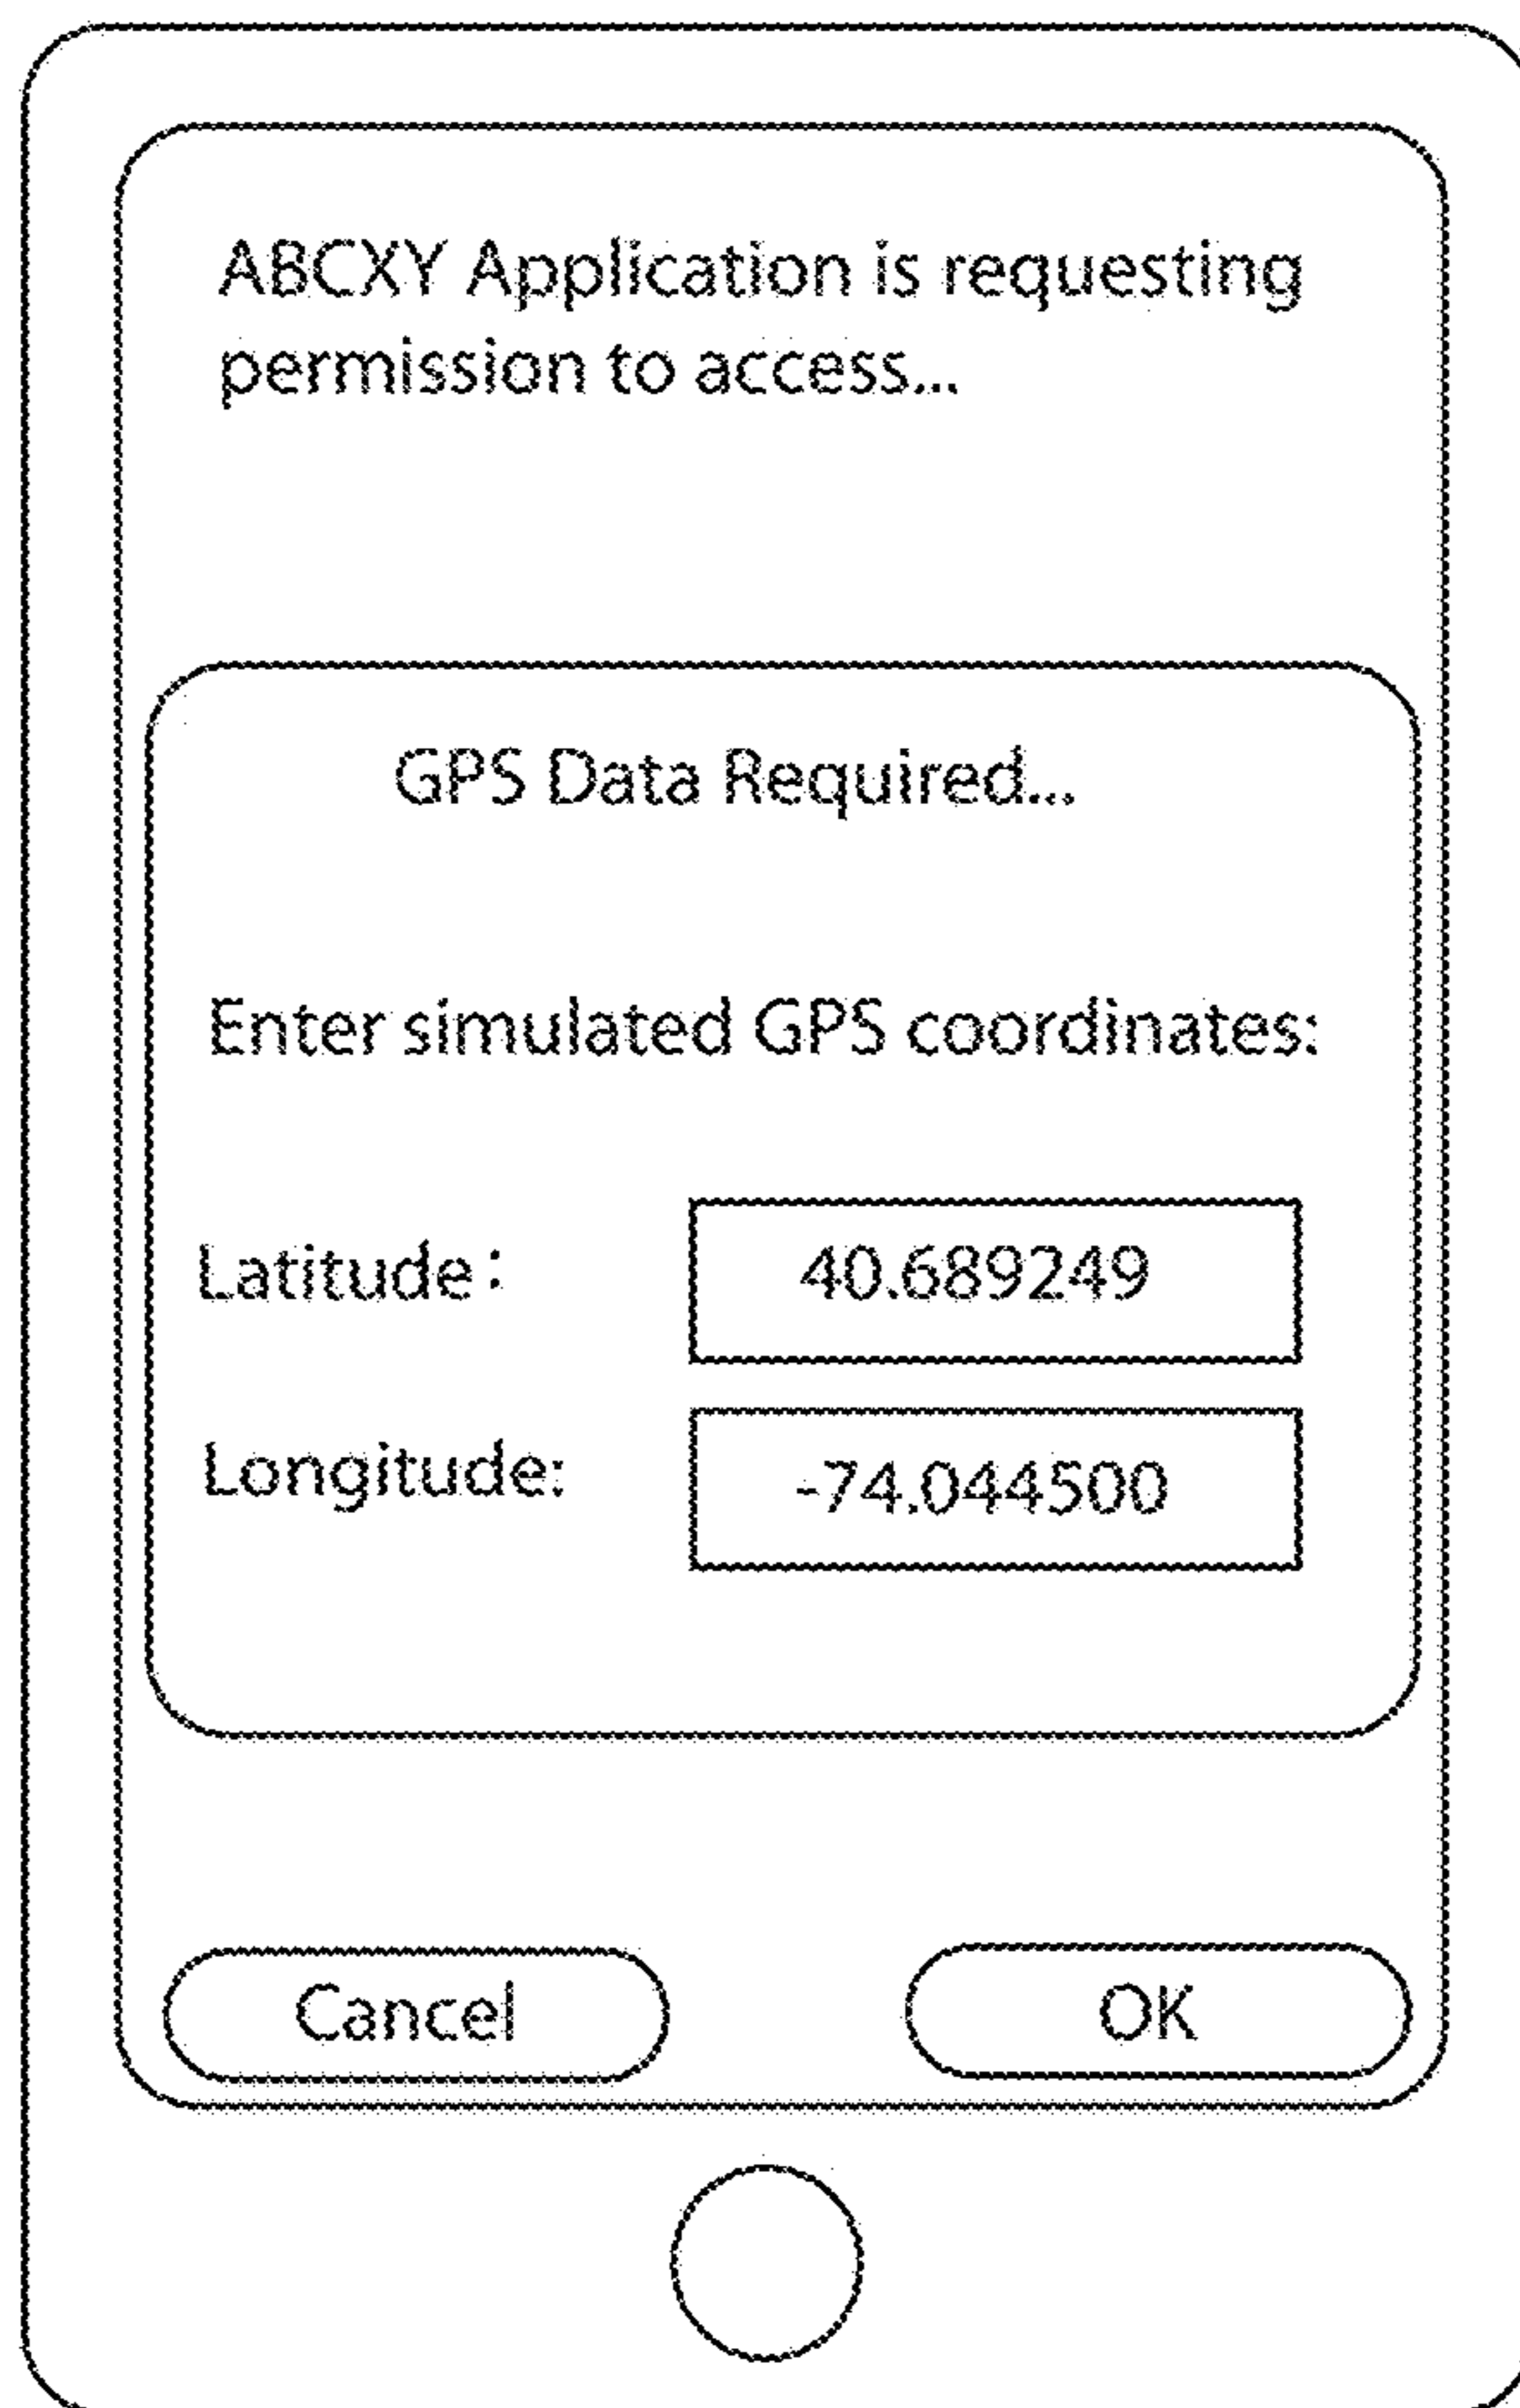 ABCXY Application is requesting
permission to access...
GPS Data Required...
Enter simulated GPS coordinates:
Latitude: 40.689249
Longitude: -74.044500
Cancel OK